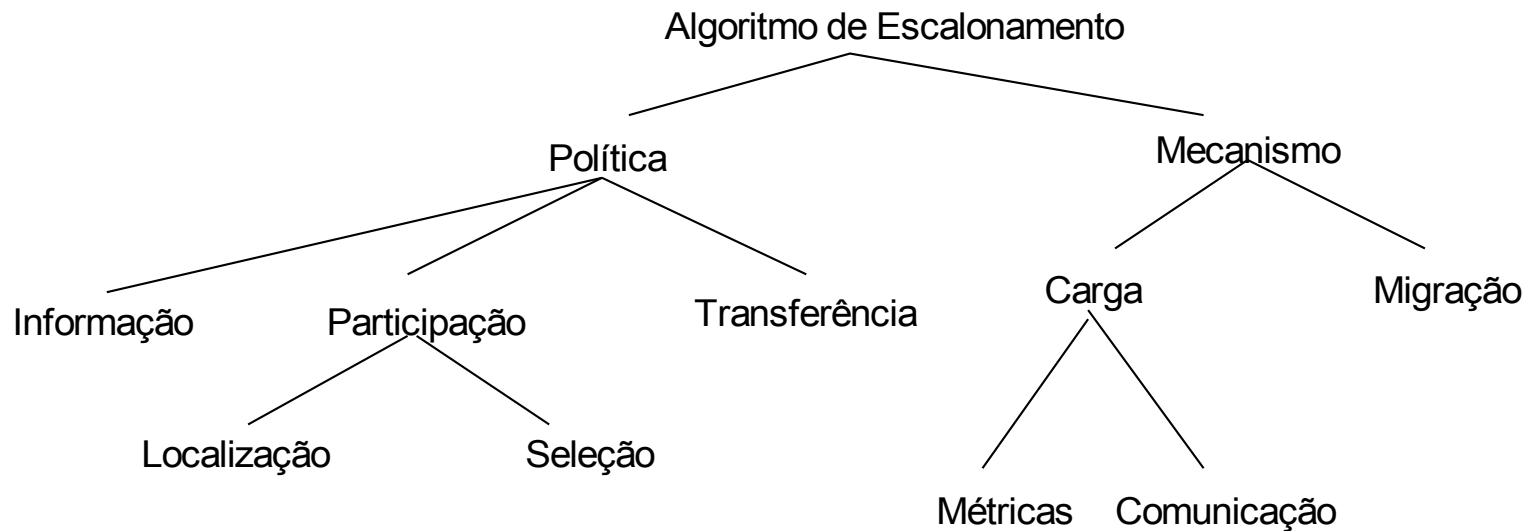 Algoritmo de Escalonamento
Política
Mecanismo
Informação
Participação
Transferência
Carga
Migração
Localização
Seleção
Métricas
Comunicação